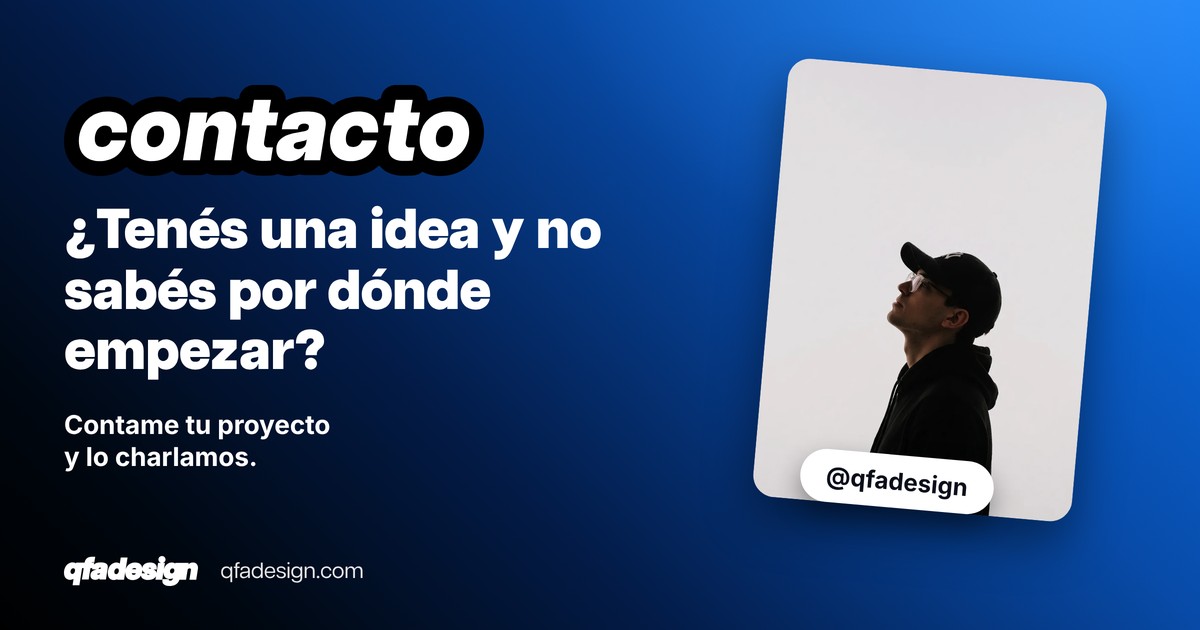 contacto
¿Tenés una idea y no
sabés por dónde
empezar?
Contame tu proyecto
y lo charlamos.
@qfadesign
qfadesign qfadesign.com